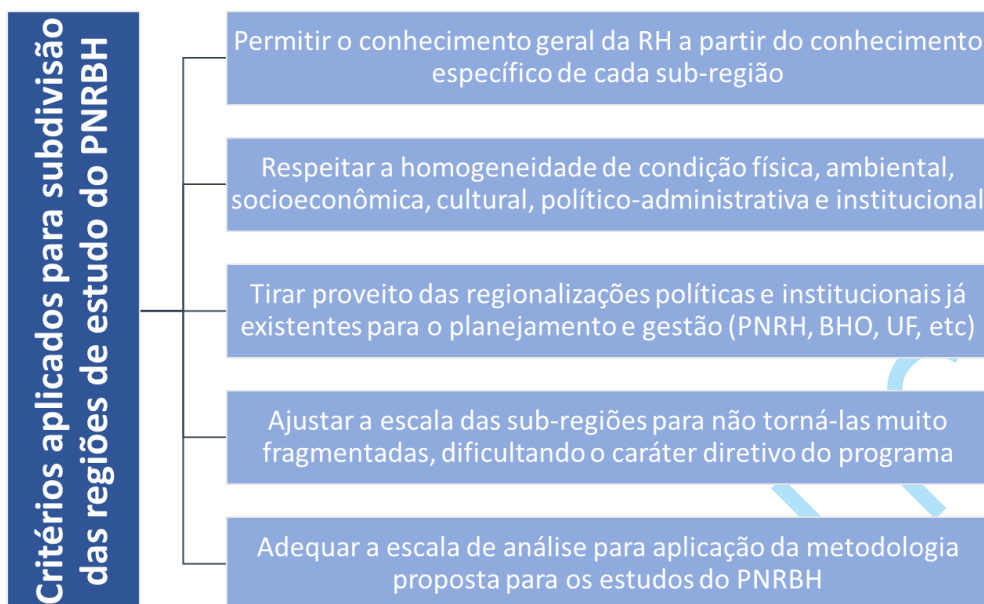 Critérios aplicados para subdivisão
das regiões de estudo do PNRBH
Permitir o conhecimento geral da RH a partir do conhecimento
específico de cada sub-região
Respeitar a homogeneidade de condição física, ambiental,
socioeconômica, cultural, político-administrativa e institucional
Tirar proveito das regionalizações políticas e institucionais já
existentes para o planejamento e gestão (PNRH, BHO, UF, etc)
Ajustar a escala das sub-regiões para não torná-las muito
fragmentadas, dificultando o caráter diretivo do programa
Adequar a escala de análise para aplicação da metodologia
proposta para os estudos do PNRBH